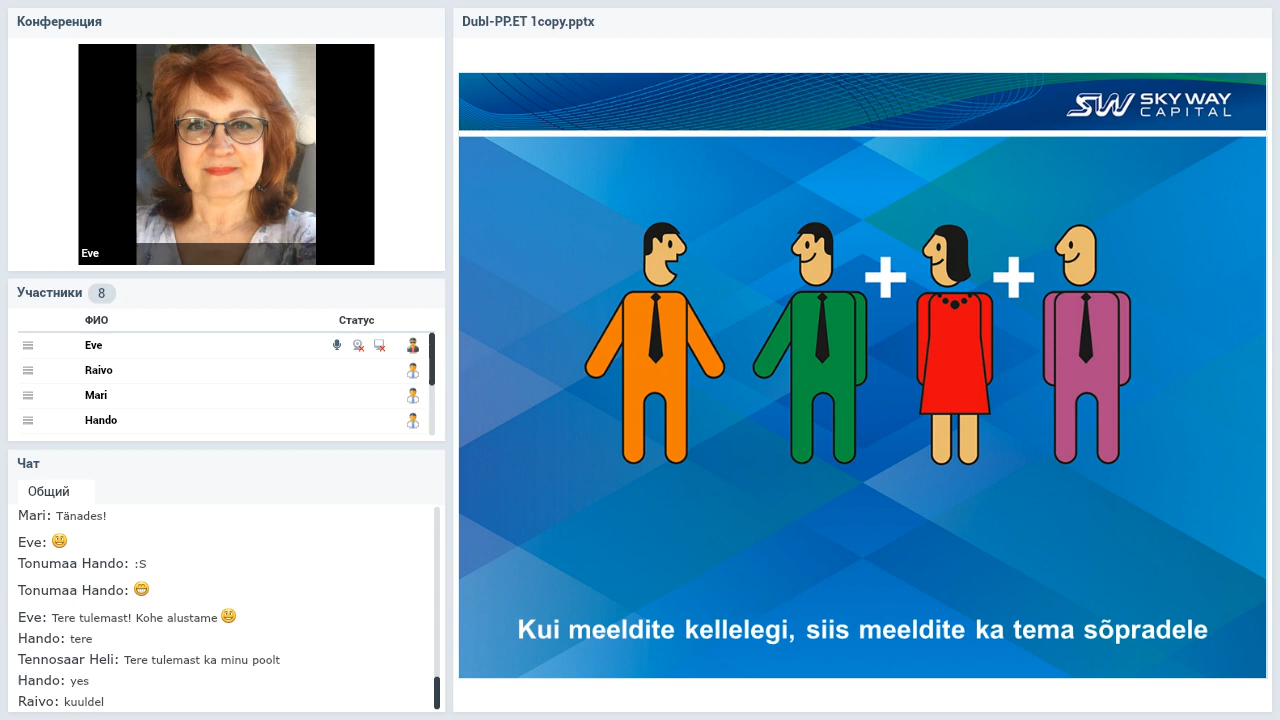 Конференция
Eve
Участники 8
ФИО Статус
Eve
Raivo
Mari
Hando
Чат
Общий
Mari: Tänades!
Eve:
Tonumaa Hando: :S
Tonumaa Hando:
Eve: Tere tulemast! Kohe alustame
Hando: tere
Tennosaar Heli: Tere tulemast ka minu poolt
Hando: yes
Raivo: kuuldel
Dubl-PP.ET 1copy.pptx
SW SKY WAY
CAPITAL
Kui meeldite kellelegi, siis meeldite ka tema sõpradele